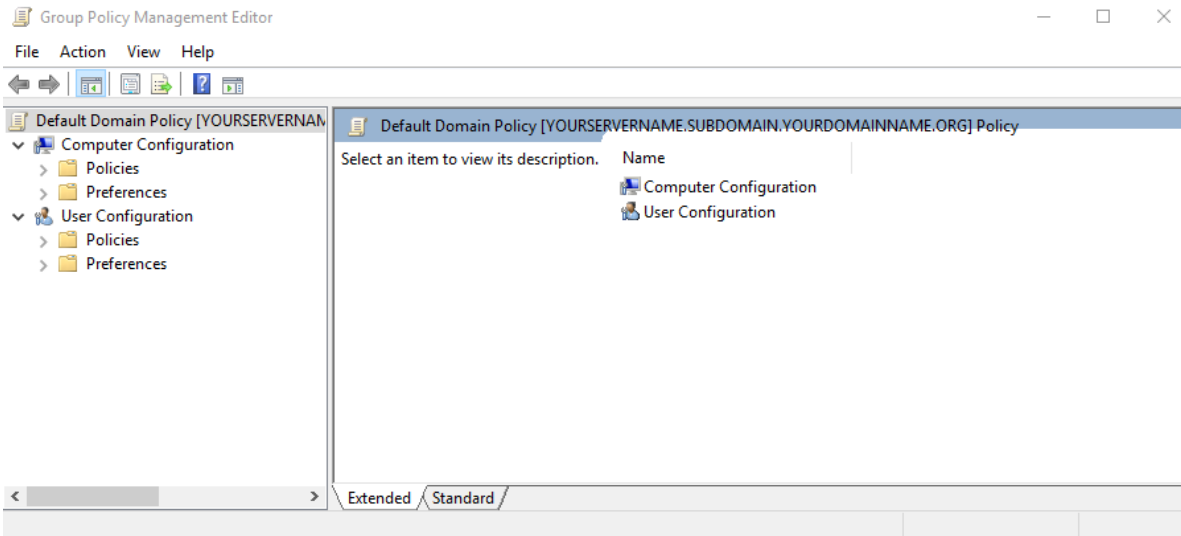 Group Policy Management Editor
File Action View Help
Default Domain Policy [YOURSERVERNAM
Computer Configuration
Policies
Preferences
User Configuration
Policies
Preferences
Default Domain Policy [YOURSERVERNAME.SUBDOMAIN.YOURDOMAINNAME.ORG] Policy
Select an item to view its description.
Name
Computer Configuration
User Configuration
Extended Standard